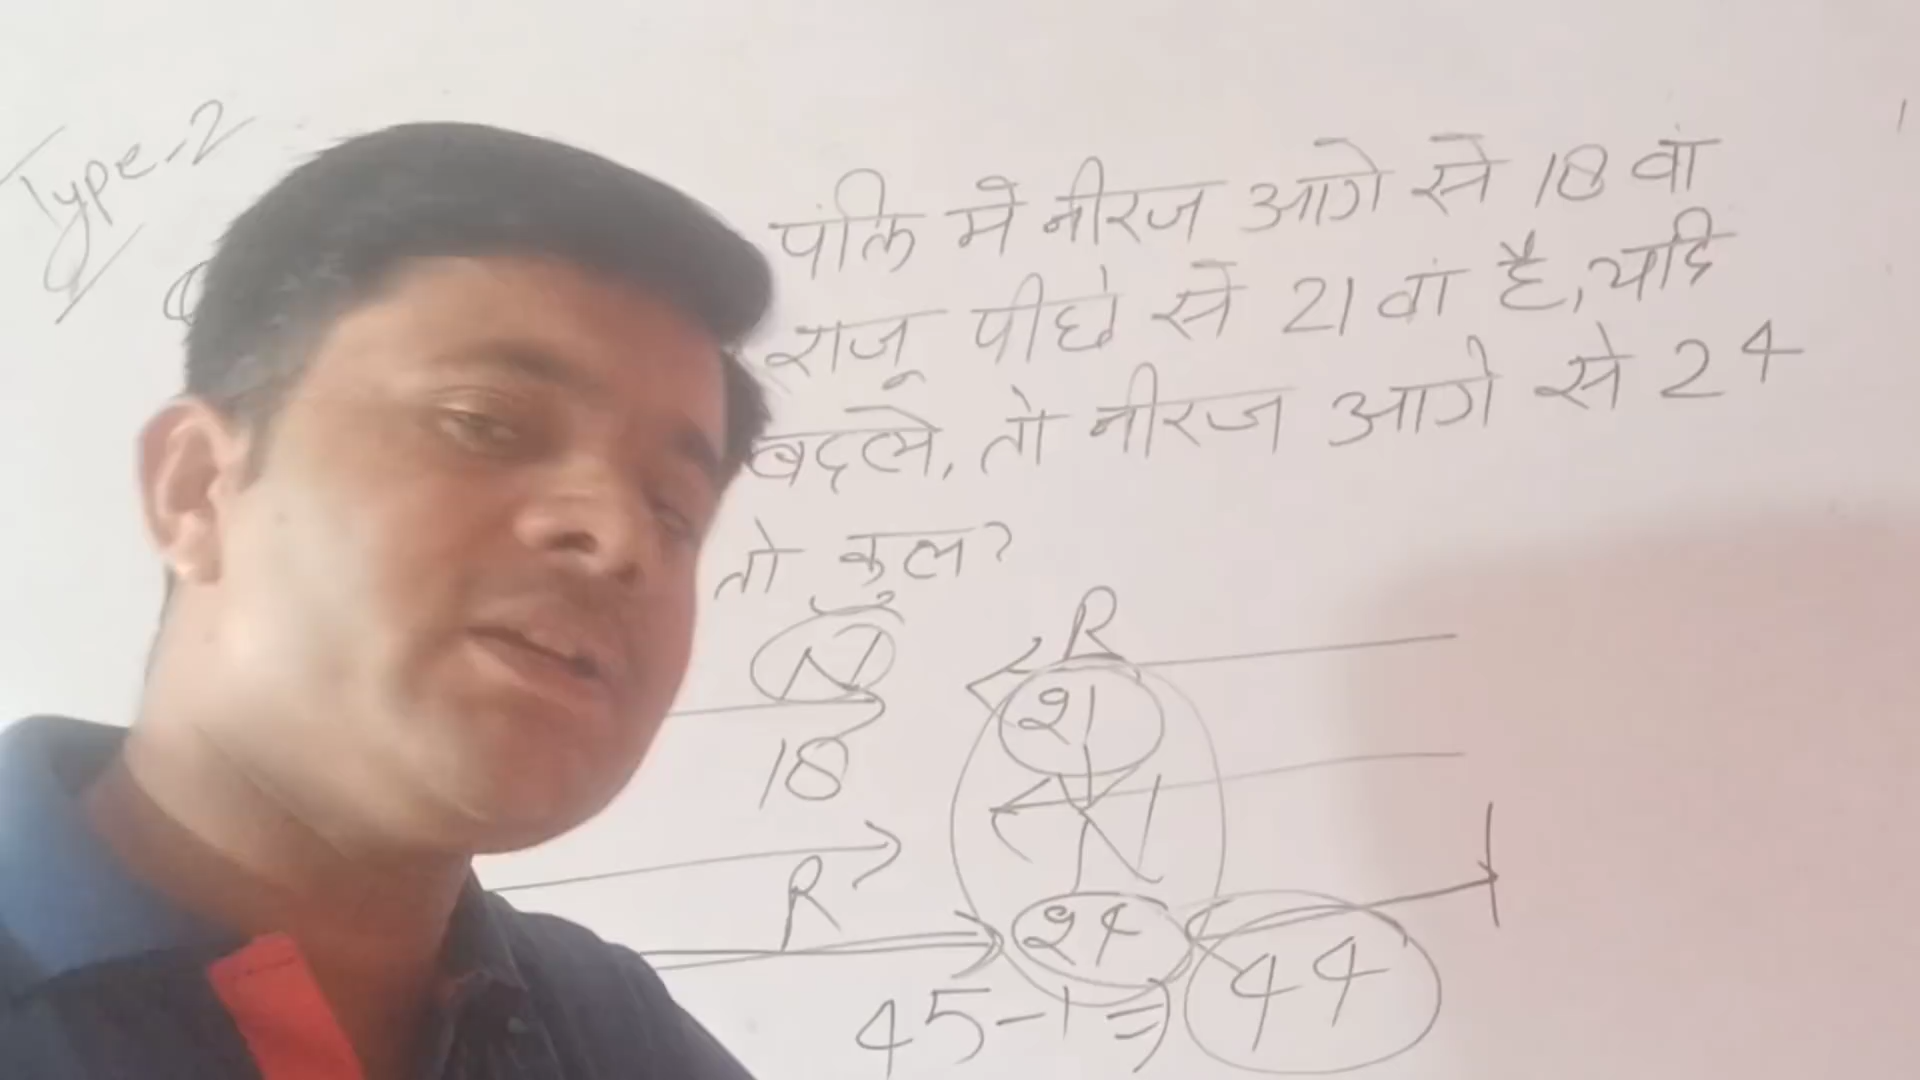 Type-2
पंक्ति में नीरज आगे से 18 वां
राजू पीछे से 21 वां है, यदि
बदले, तो नीरज आगे से 24
तो कुल?
N R
18 21
N
R 24
45-1⇒ 44